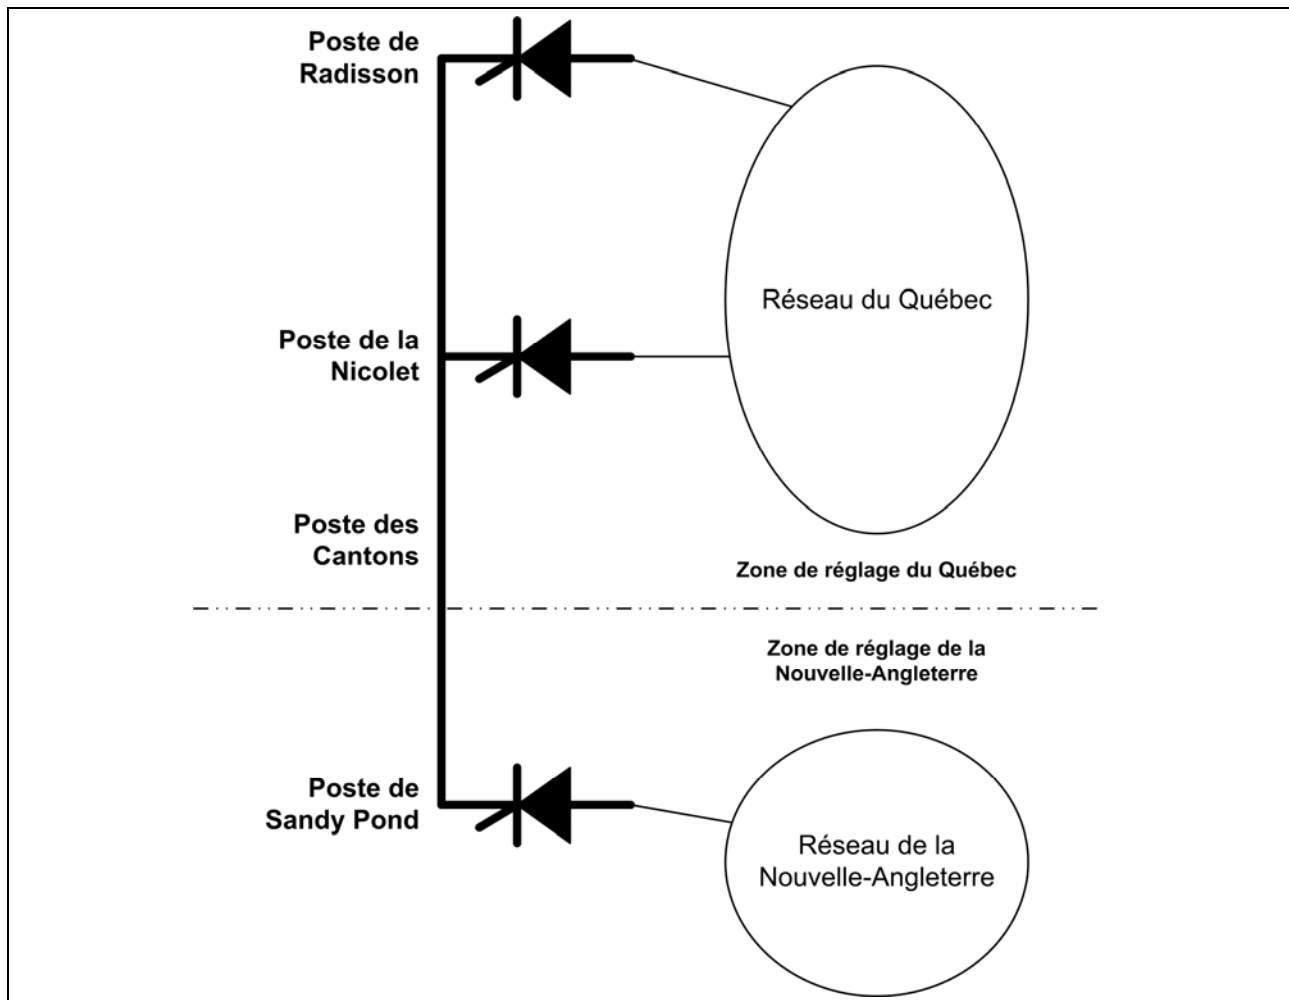 Poste de
Radisson
Réseau du Québec
Poste de la
Nicolet
Poste des
Cantons
Zone de réglage du Québec
Zone de réglage de la
Nouvelle-Angleterre
Poste de
Sandy Pond
Réseau de la
Nouvelle-Angleterre